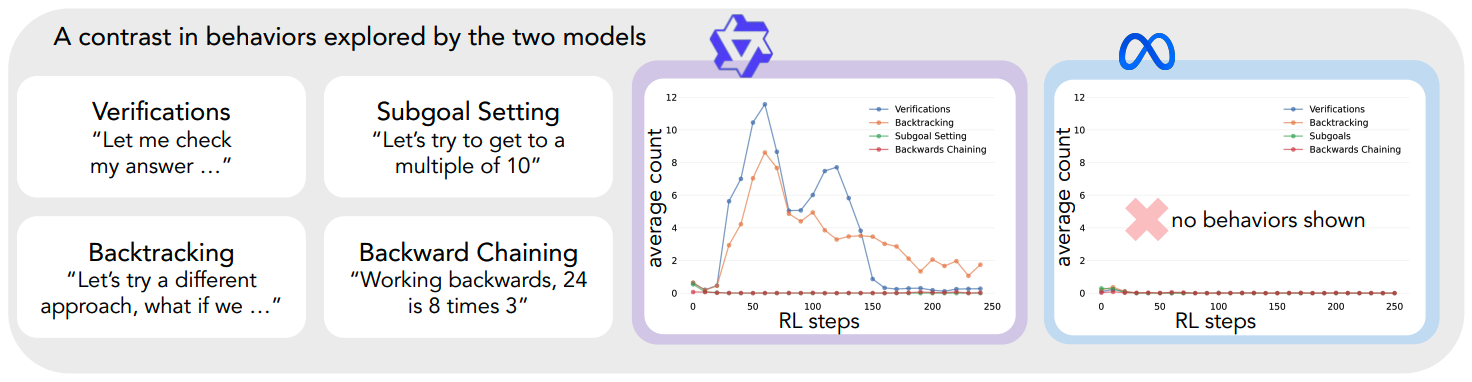 A contrast in behaviors explored by the two models
Verifications
“Let me check
my answer ...”
Subgoal Setting
“Let’s try to get to a
multiple of 10”
Backtracking
“Let’s try a different
approach, what if we ...”
Backward Chaining
“Working backwards, 24
is 8 times 3”
average count
12
10
8
6
4
2
0
Verifications
Backtracking
Subgoal Setting
Backwards Chaining
0 50 100 150 200 250
RL steps
average count
12
10
8
6
4
2
0
Verifications
Backtracking
Subgoals
Backwards Chaining
no behaviors shown
0 50 100 150 200 250
RL steps